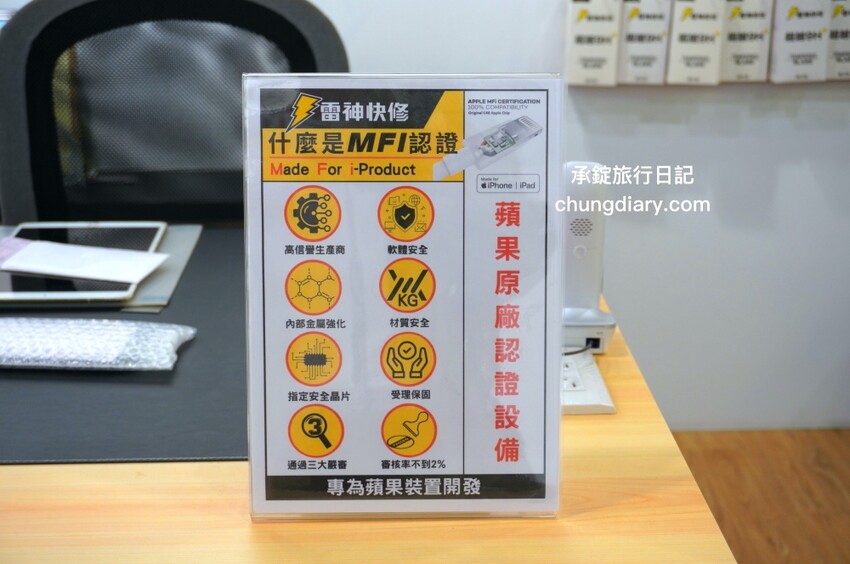 雷神快修
什麼是MFI認證
Made For i-Product
APPLE MFI CERTIFICATION
100% COMPATIBILITY
Original C98 Apple Chip
Made for
iPhone | iPad
高信譽生產商
軟體安全
內部金屬強化
KG
材質安全
指定安全晶片
受理保固
3
通過三大嚴審
審核率不到2%
蘋果原廠認證設備
專為蘋果裝置開發
承錠旅行日記
chungdiary.com